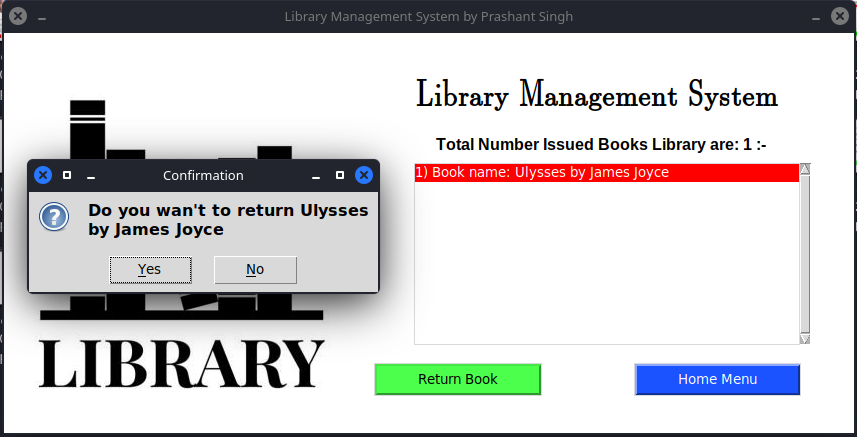 Library Management System by Prashant Singh
Library Management System
Total Number Issued Books Library are: 1 :-
1) Book name: Ulysses by James Joyce
Confirmation
Do you wan't to return Ulysses
by James Joyce
Yes
No
LIBRARY
Return Book
Home Menu